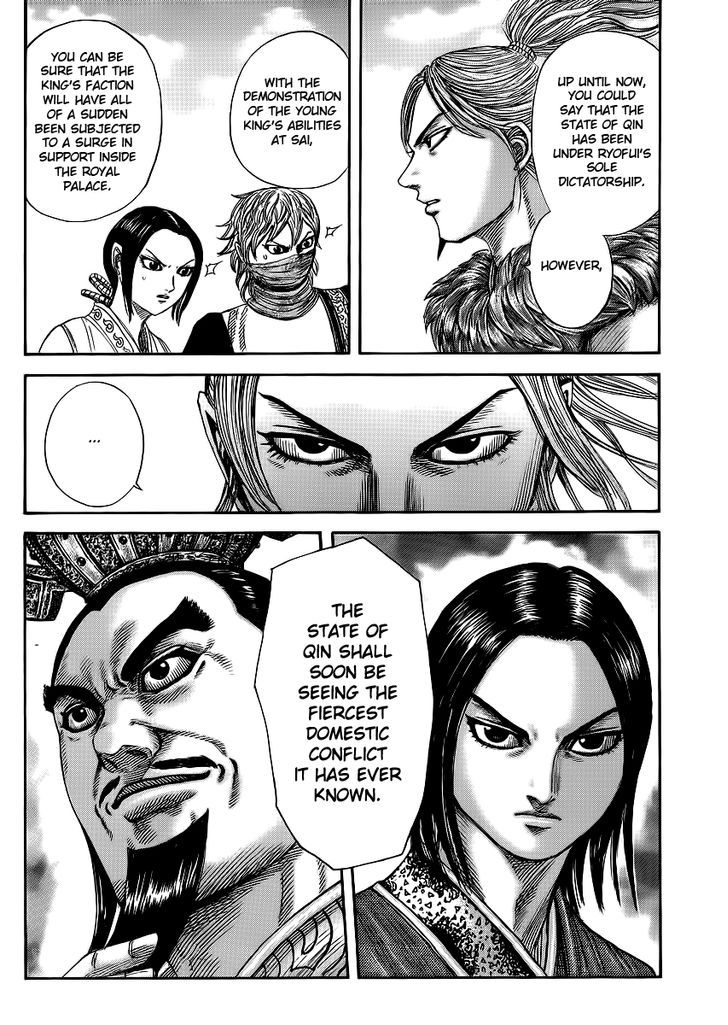 UP UNTIL NOW,
YOU COULD
SAY THAT THE
STATE OF QIN
HAS BEEN
UNDER RYOFUI'S
SOLE
DICTATORSHIP.
HOWEVER,
WITH THE
DEMONSTRATION
OF THE YOUNG
KING'S ABILITIES
AT SAI,
YOU CAN BE
SURE THAT THE
KING'S FACTION
WILL HAVE ALL
OF A SUDDEN
BEEN SUBJECTED
TO A SURGE IN
SUPPORT INSIDE
THE ROYAL
PALACE.
...
THE
STATE OF
QIN SHALL
SOON BE
SEEING THE
FIERCEST
DOMESTIC
CONFLICT
IT HAS EVER
KNOWN.